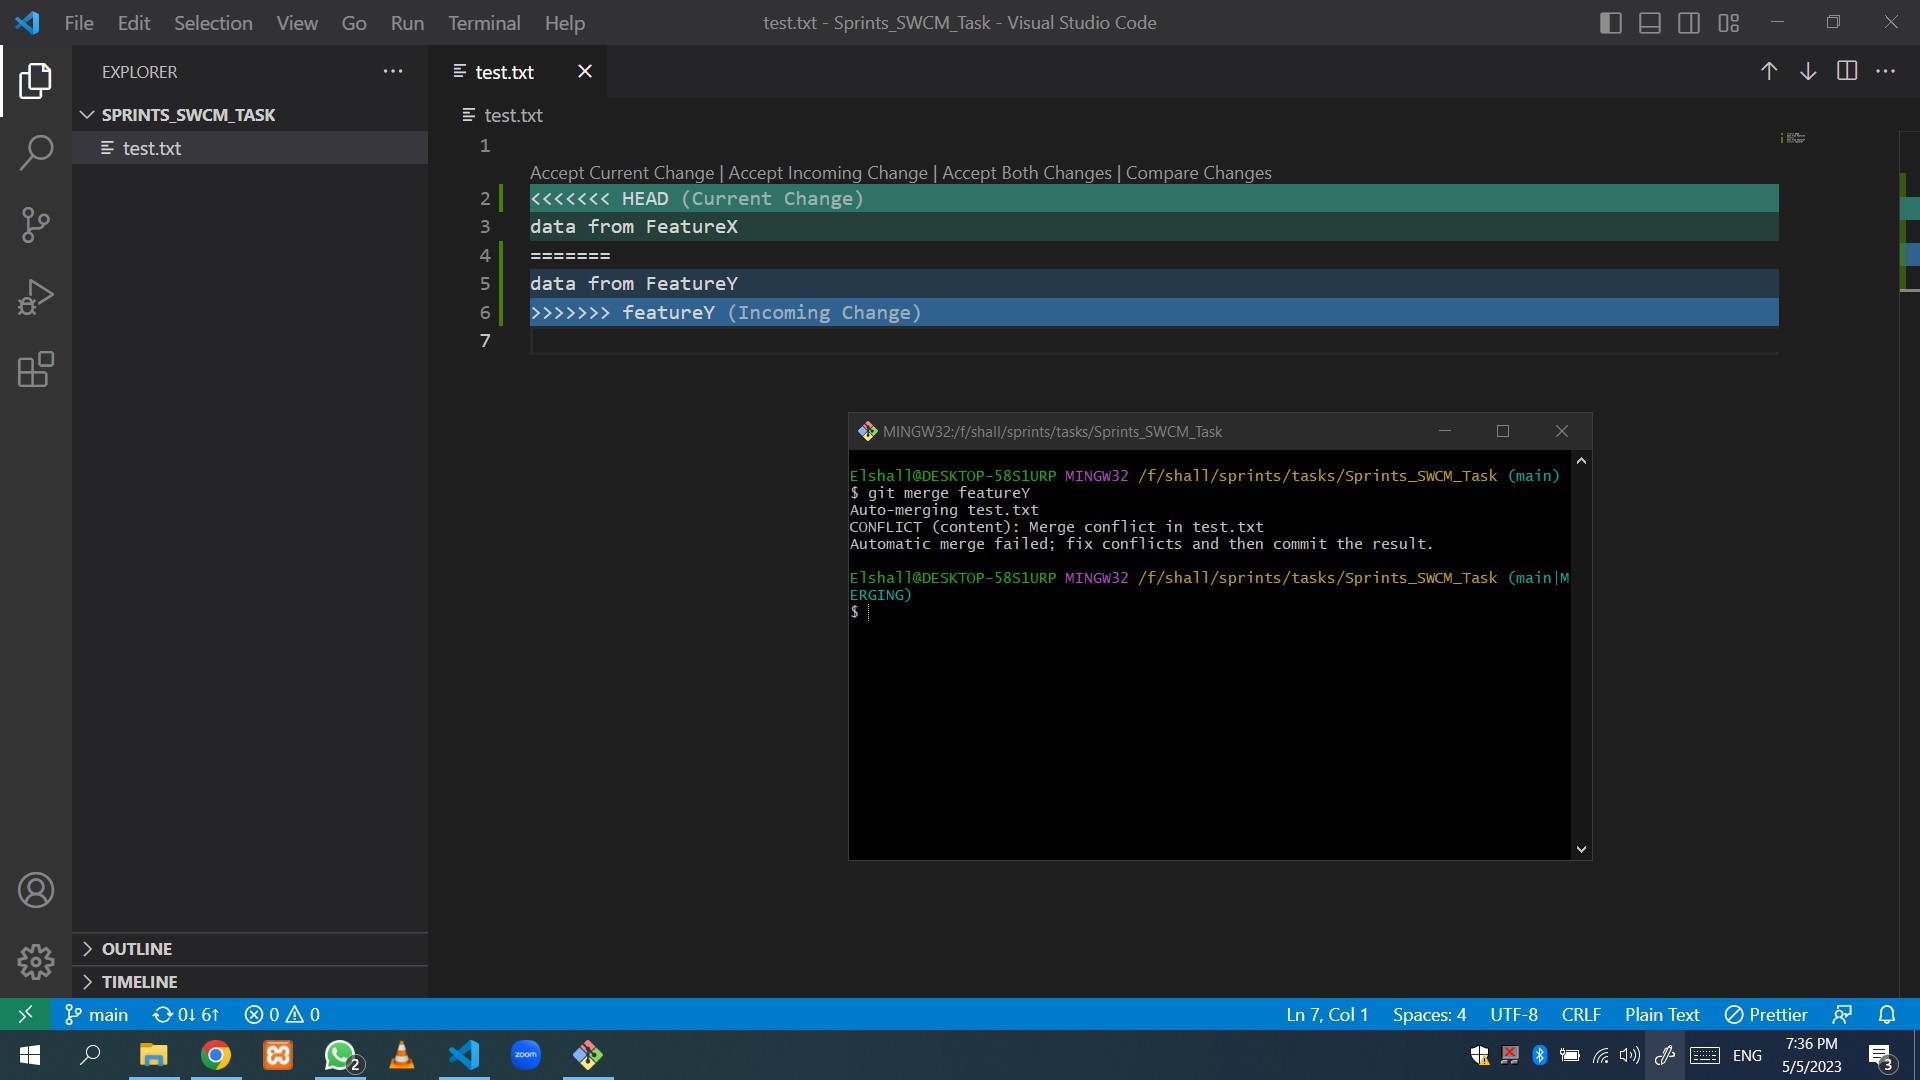 File Edit Selection View Go Run Terminal Help
test.txt - Sprints_SWCM_Task - Visual Studio Code
EXPLORER
test.txt
SPRINTS_SWCM_TASK
test.txt
test.txt
1
Accept Current Change | Accept Incoming Change | Accept Both Changes | Compare Changes
2 <<<<<<< HEAD (Current Change)
3 data from FeatureX
4 =======
5 data from FeatureY
6 >>>>>>> featureY (Incoming Change)
7
MINGW32:/f/shall/sprints/tasks/Sprints_SWCM_Task
Elshall@DESKTOP-58S1URP MINGW32 /f/shall/sprints/tasks/Sprints_SWCM_Task (main)
$ git merge featureY
Auto-merging test.txt
CONFLICT (content): Merge conflict in test.txt
Automatic merge failed; fix conflicts and then commit the result.
Elshall@DESKTOP-58S1URP MINGW32 /f/shall/sprints/tasks/Sprints_SWCM_Task (main|M
ERGING)
$
OUTLINE
TIMELINE
main 0↓ 6↑ 0 0
Ln 7, Col 1 Spaces: 4 UTF-8 CRLF Plain Text Prettier
2
zoom
ENG
7:36 PM
5/5/2023
3